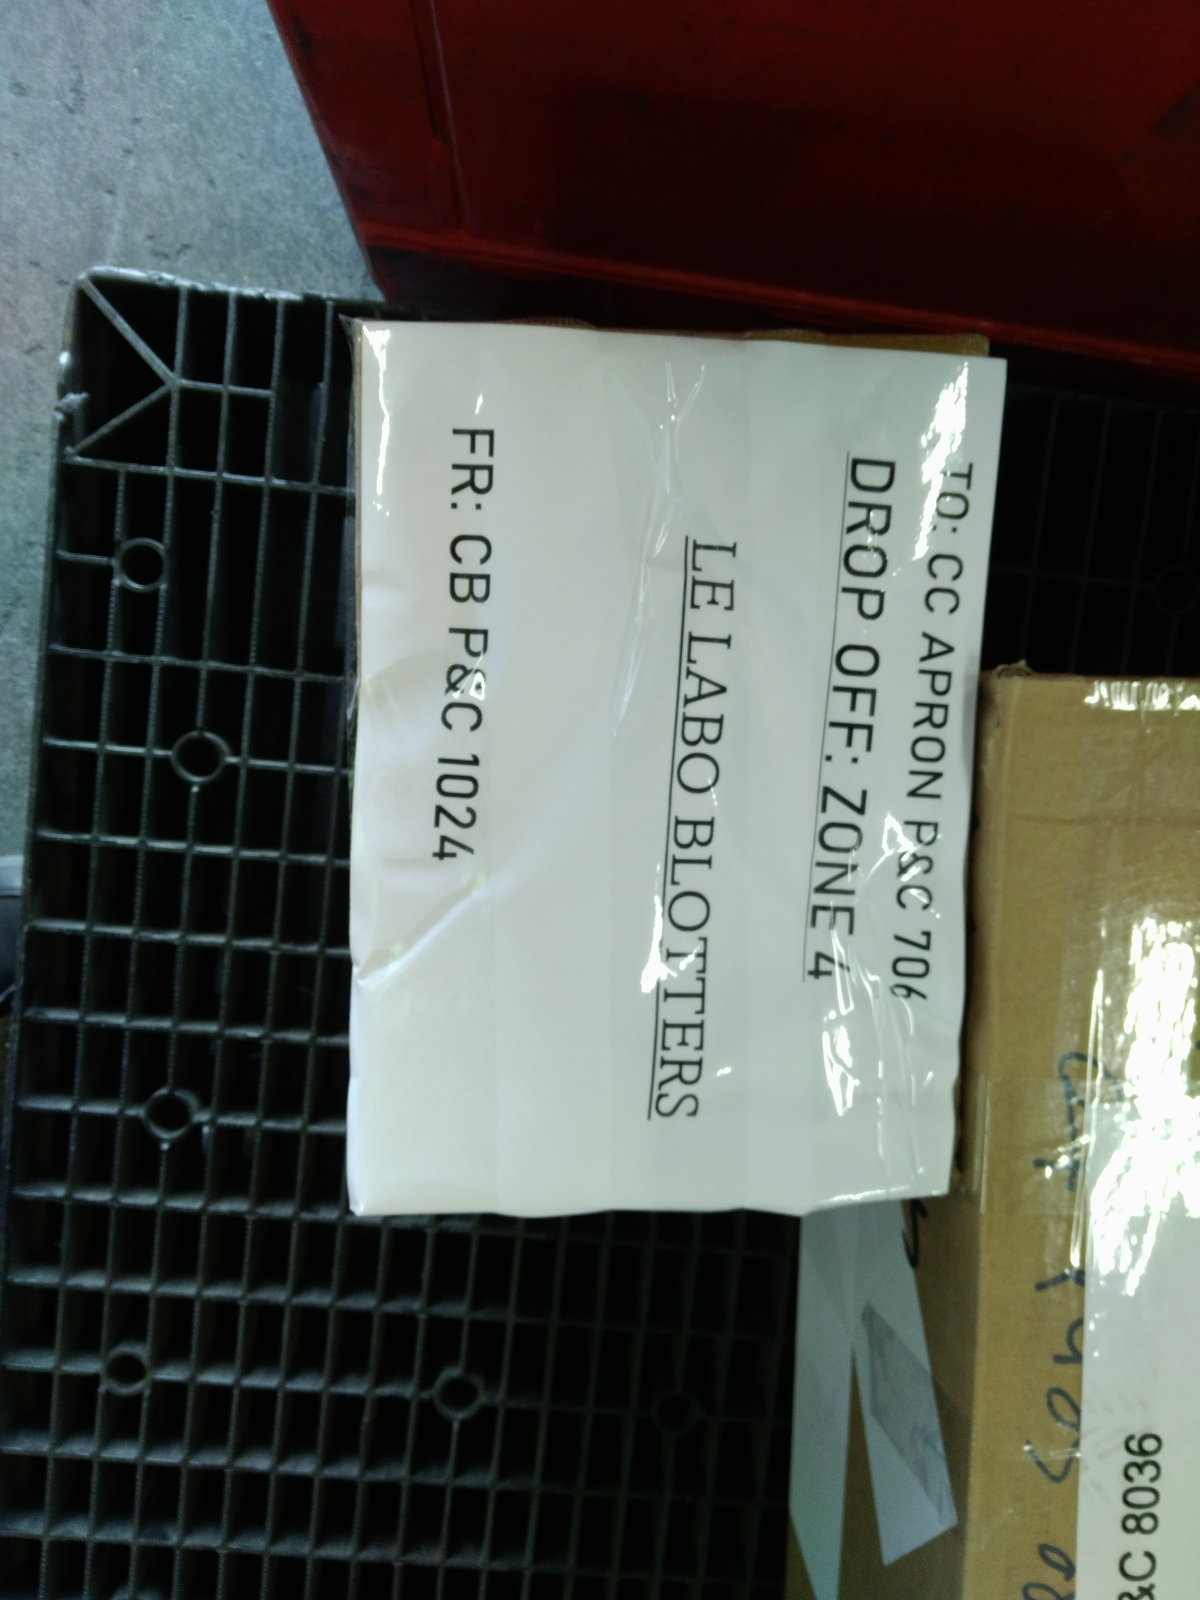 TO: CC APRON P&C 706
DROP OFF: ZONE 4
LE LABO BLOTTERS
FR: CB P&C 1024
&C 8036